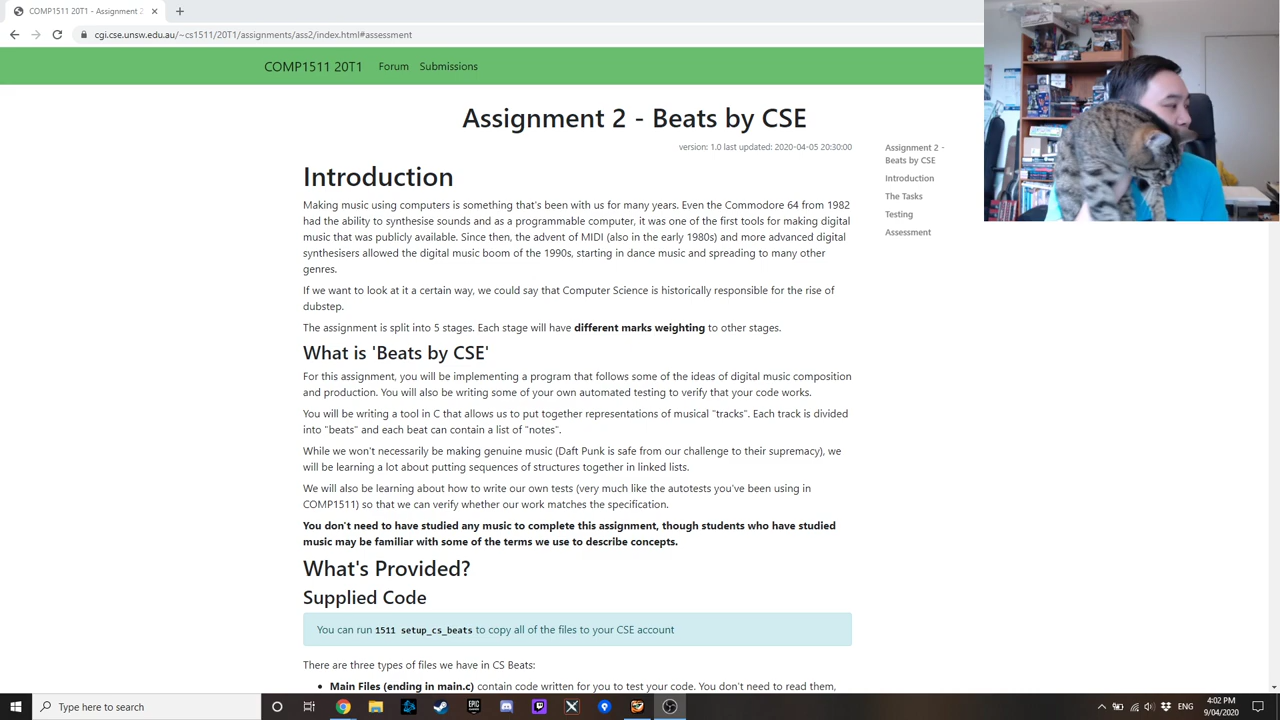 COMP1511 20T1 - Assignment 2
cgi.cse.unsw.edu.au/~cs1511/20T1/assignments/ass2/index.html#assessment
COMP1511 20T1 Forum Submissions
Assignment 2 - Beats by CSE
version: 1.0 last updated: 2020-04-05 20:30:00
Assignment 2 -
Beats by CSE
Introduction
The Tasks
Testing
Assessment
Introduction
Making music using computers is something that's been with us for many years. Even the Commodore 64 from 1982
had the ability to synthesise sounds and as a programmable computer, it was one of the first tools for making digital
music that was publicly available. Since then, the advent of MIDI (also in the early 1980s) and more advanced digital
synthesisers allowed the digital music boom of the 1990s, starting in dance music and spreading to many other
genres.
If we want to look at it a certain way, we could say that Computer Science is historically responsible for the rise of
dubstep.
The assignment is split into 5 stages. Each stage will have different marks weighting to other stages.
What is 'Beats by CSE'
For this assignment, you will be implementing a program that follows some of the ideas of digital music composition
and production. You will also be writing some of your own automated testing to verify that your code works.
You will be writing a tool in C that allows us to put together representations of musical "tracks". Each track is divided
into "beats" and each beat can contain a list of "notes".
While we won't necessarily be making genuine music (Daft Punk is safe from our challenge to their supremacy), we
will be learning a lot about putting sequences of structures together in linked lists.
We will also be learning about how to write our own tests (very much like the autotests you've been using in
COMP1511) so that we can verify whether our work matches the specification.
You don't need to have studied any music to complete this assignment, though students who have studied
music may be familiar with some of the terms we use to describe concepts.
What's Provided?
Supplied Code
You can run 1511 setup_cs_beats to copy all of the files to your CSE account
There are three types of files we have in CS Beats:
Main Files (ending in main.c) contain code written for you to test your code. You don't need to read them,
Type here to search
EPIC
ENG
4:02 PM
9/04/2020